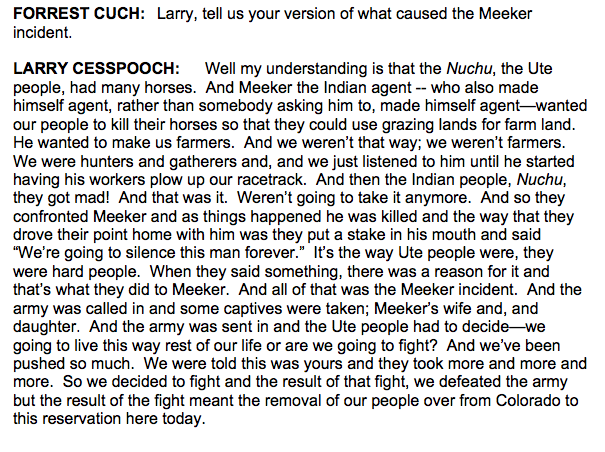 FORREST CUCH: Larry, tell us your version of what caused the Meeker
incident.
LARRY CESSPOOCH: Well my understanding is that the Nuchu, the Ute
people, had many horses. And Meeker the Indian agent -- who also made
himself agent, rather than somebody asking him to, made himself agent—wanted
our people to kill their horses so that they could use grazing lands for farm land.
He wanted to make us farmers. And we weren't that way; we weren't farmers.
We were hunters and gatherers and, and we just listened to him until he started
having his workers plow up our racetrack. And then the Indian people, Nuchu,
they got mad! And that was it. Weren't going to take it anymore. And so they
confronted Meeker and as things happened he was killed and the way that they
drove their point home with him was they put a stake in his mouth and said
“We're going to silence this man forever.” It's the way Ute people were, they
were hard people. When they said something, there was a reason for it and
that's what they did to Meeker. And all of that was the Meeker incident. And the
army was called in and some captives were taken; Meeker's wife and, and
daughter. And the army was sent in and the Ute people had to decide—we
going to live this way rest of our life or are we going to fight? And we've been
pushed so much. We were told this was yours and they took more and more and
more. So we decided to fight and the result of that fight, we defeated the army
but the result of the fight meant the removal of our people over from Colorado to
this reservation here today.